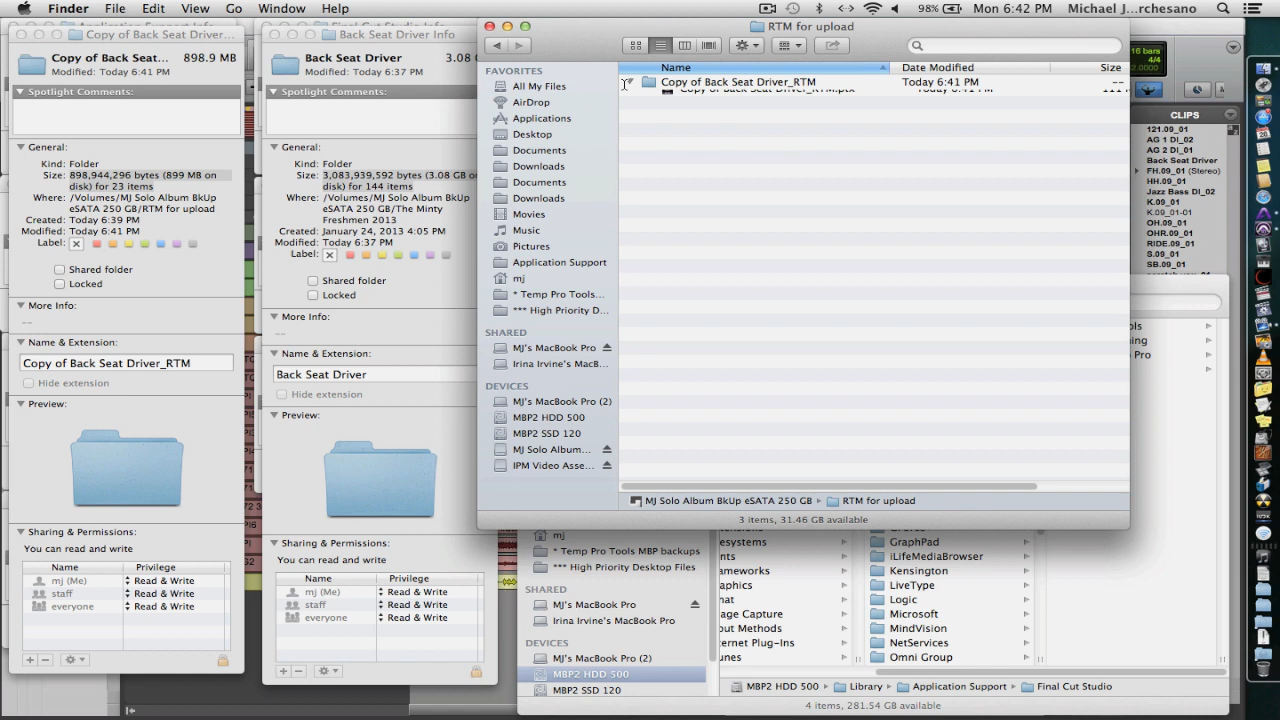 Finder File Edit View Go Window Help 98% Mon 6:42 PM Michael J...rchesano
Copy of Back Seat Driver...
Copy of Back Seat... 898.9 MB
Modified: Today 6:41 PM
Spotlight Comments:
General:
Kind: Folder
Size: 898,944,296 bytes (899 MB on
disk) for 23 items
Where: /Volumes/MJ Solo Album BkUp
eSATA 250 GB/RTM for upload
Created: Today 6:39 PM
Modified: Today 6:41 PM
Label:
Shared folder
Locked
More Info:
--
Name & Extension:
Copy of Back Seat Driver_RTM
Hide extension
Preview:
Sharing & Permissions:
You can read and write
Name Privilege
mj (Me) Read & Write
staff Read & Write
everyone Read & Write
Back Seat Driver Info
Back Seat Driver 3.08
Modified: Today 6:37 PM
Spotlight Comments:
General:
Kind: Folder
Size: 3,083,939,592 bytes (3.08 GB on
disk) for 144 items
Where: /Volumes/MJ Solo Album BkUp
eSATA 250 GB/The Minty
Freshmen 2013
Created: January 24, 2013 4:05 PM
Modified: Today 6:37 PM
Label:
Shared folder
Locked
More Info:
--
Name & Extension:
Back Seat Driver
Hide extension
Preview:
Sharing & Permissions:
You can read and write
Name Privilege
mj (Me) Read & Write
staff Read & Write
everyone Read & Write
RTM for upload
FAVORITES
All My Files
AirDrop
Applications
Desktop
Documents
Downloads
Documents
Downloads
Movies
Music
Pictures
Application Support
mj
* Temp Pro Tools...
*** High Priority D...
SHARED
MJ's MacBook Pro
Irina Irvine's MacB...
DEVICES
MJ's MacBook Pro (2)
MBP2 HDD 500
MBP2 SSD 120
MJ Solo Album...
IPM Video Asse...
Name Date Modified Size
Copy of Back Seat Driver_RTM Today 6:41 PM --
MJ Solo Album BkUp eSATA 250 GB RTM for upload
3 items, 31.46 GB available
16 bars
4/4
CLIPS
121.09_01
AG 1 DI_02
AG 2 DI_01
Back Seat Driver
FH.09_01 (Stereo)
HH.09_01
Jazz Bass DI_02
K.09_01
K.09_01-01
OH.09_01
OHR.09_01
RIDE.09_01
S.09_01
SB.09_01
mj
* Temp Pro Tools MBP backups
*** High Priority Desktop Files
SHARED
MJ's MacBook Pro
Irina Irvine's MacBook Pro
DEVICES
MJ's MacBook Pro (2)
MBP2 HDD 500
MBP2 SSD 120
GraphPad
iLifeMediaBrowser
Kensington
LiveType
Logic
Microsoft
MindVision
NetServices
Omni Group
MBP2 HDD 500 Library Application Support Final Cut Studio
4 items, 281.54 GB available